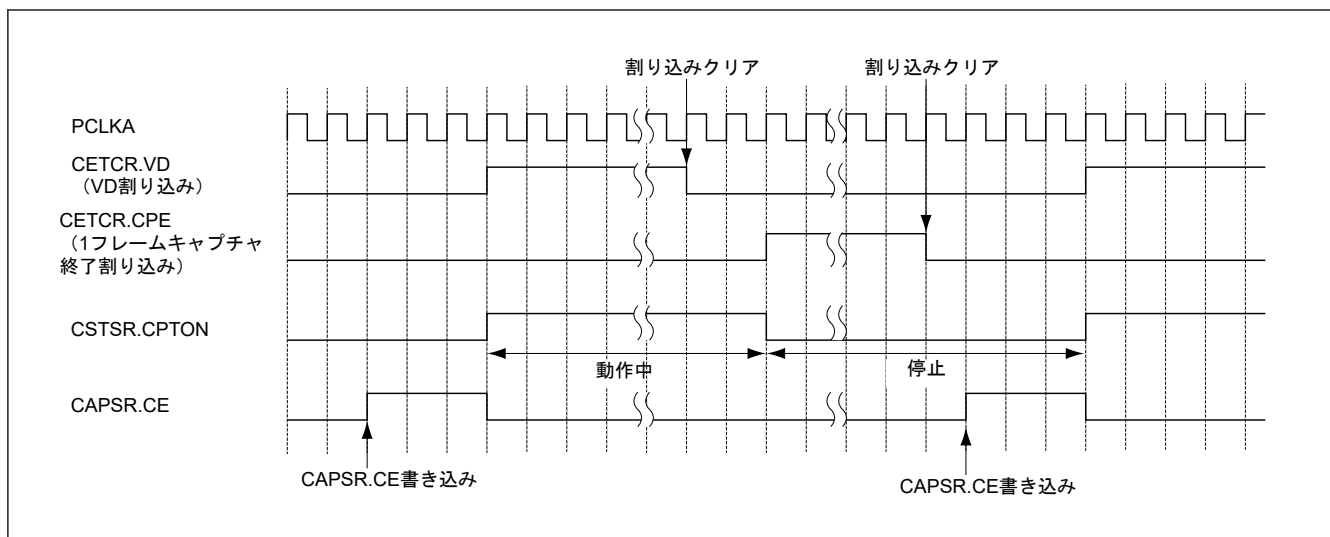 割り込みクリア
割り込みクリア
PCLKA
CETCR.VD
（VD割り込み）
CETCR.CPE
（1フレームキャプチャ
終了割り込み）
CSTSR.CPTON
動作中
停止
CAPSR.CE
CAPSR.CE書き込み
CAPSR.CE書き込み